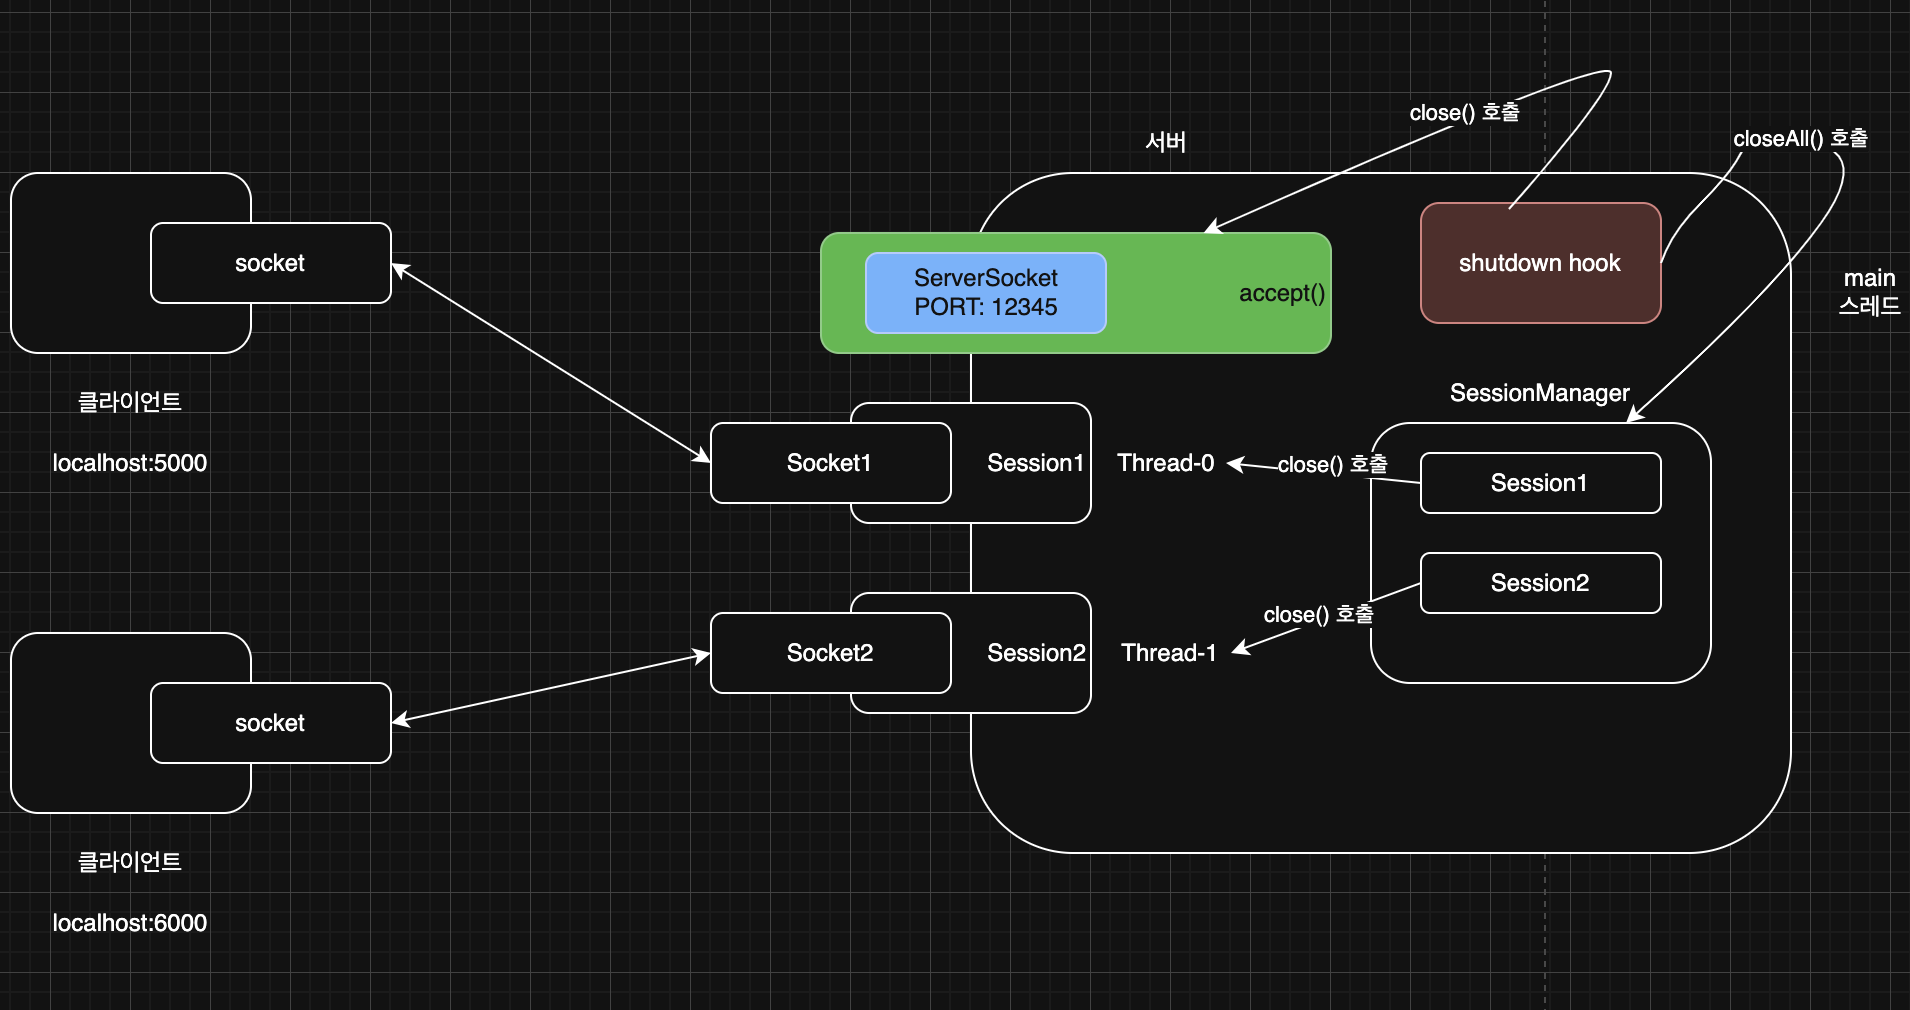 close() 호출
서버
closeAll() 호출
socket
ServerSocket
PORT: 12345
accept()
shutdown hook
main
스레드
클라이언트
localhost:5000
SessionManager
Socket1
Session1
Thread-0
close() 호출
Session1
Session2
close() 호출
Socket2
Session2
Thread-1
socket
클라이언트
localhost:6000